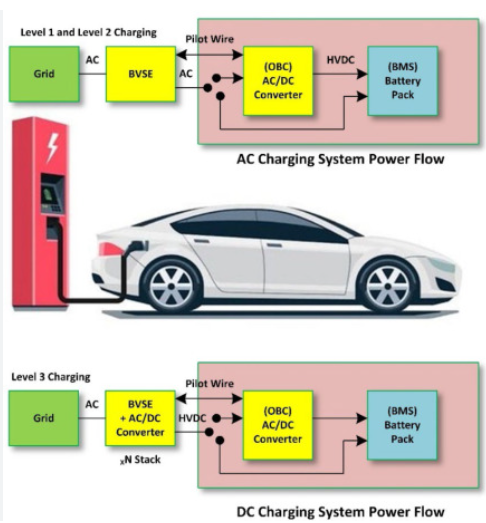 Level 1 and Level 2 Charging
Pilot Wire
Grid
AC
BVSE
AC
(OBC)
AC/DC
Converter
HVDC
(BMS)
Battery
Pack
AC Charging System Power Flow
Level 3 Charging
Pilot Wire
Grid
AC
BVSE
+ AC/DC
Converter
HVDC
(OBC)
AC/DC
Converter
(BMS)
Battery
Pack
xN Stack
DC Charging System Power Flow